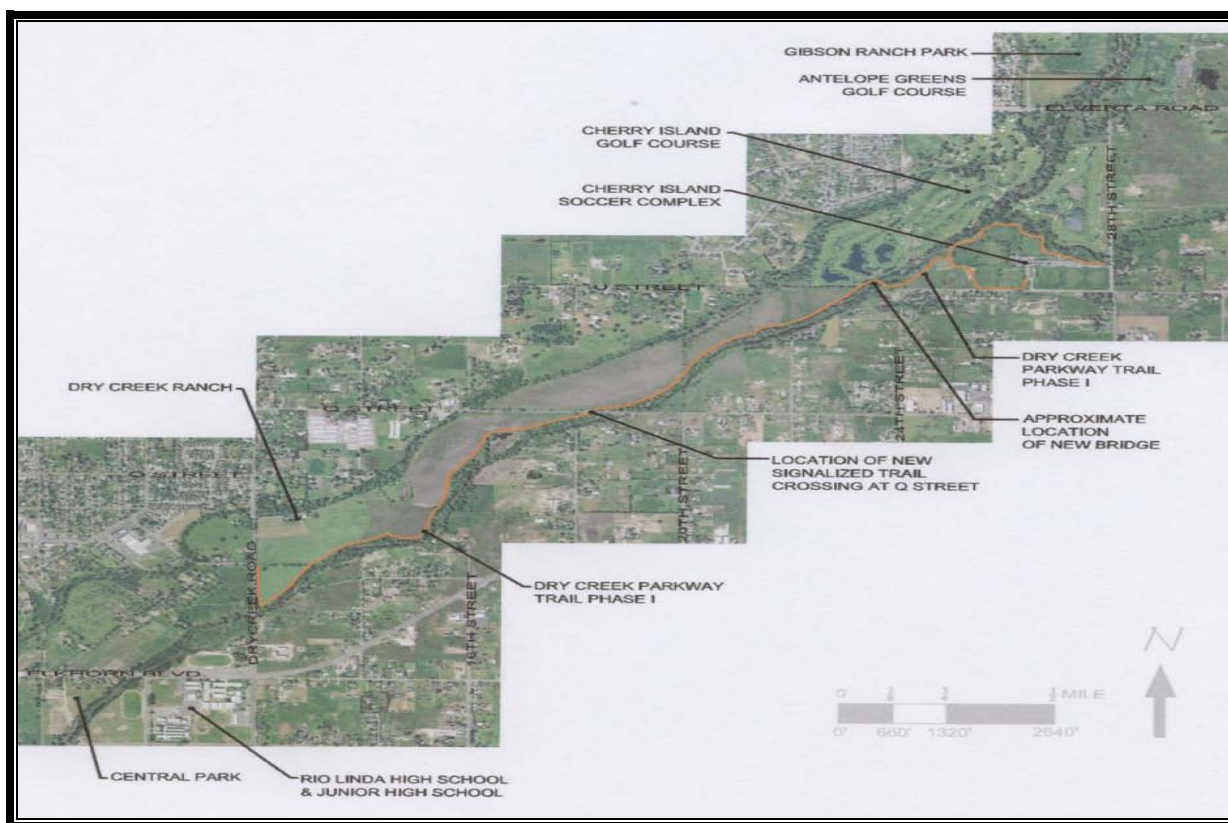 GIBSON RANCH PARK
ANTELOPE GREENS
GOLF COURSE
ELVERTA ROAD
CHERRY ISLAND
GOLF COURSE
CHERRY ISLAND
SOCCER COMPLEX
28TH STREET
U STREET
DRY CREEK
PARKWAY TRAIL
PHASE I
24TH STREET
APPROXIMATE
LOCATION
OF NEW BRIDGE
DRY CREEK RANCH
Q STREET
LOCATION OF NEW
SIGNALIZED TRAIL
CROSSING AT Q STREET
20TH STREET
O STREET
DRY CREEK PARKWAY
TRAIL PHASE I
DRYCREEK ROAD
16TH STREET
ELKHORN BLVD.
CENTRAL PARK
RIO LINDA HIGH SCHOOL
& JUNIOR HIGH SCHOOL
N
0 MILE
0' 660' 1320' 2640'